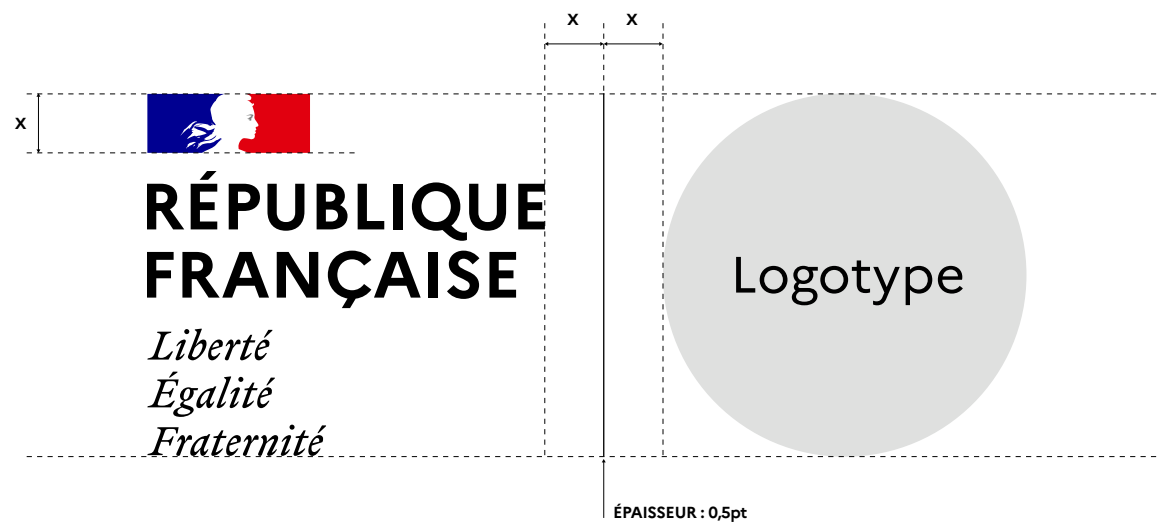 X X
X
RÉPUBLIQUE
FRANÇAISE
Liberté
Égalité
Fraternité
Logotype
ÉPAISSEUR : 0,5pt